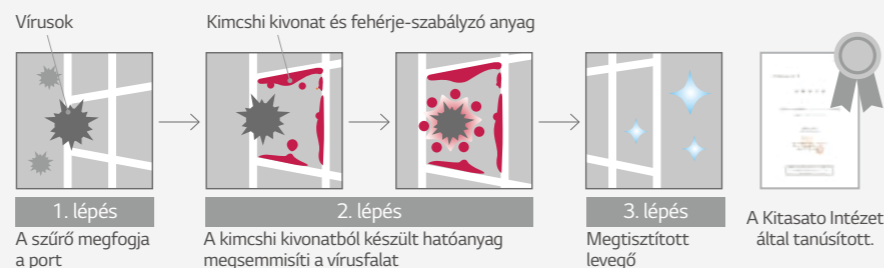 Vírusok
Kimcshi kivonat és fehérje-szabályzó anyag
1. lépés
2. lépés
3. lépés
A szűrő megfogja
a port
A kimcshi kivonatból készült hatóanyag
megsemmisíti a vírusfalat
Megtisztított
levegő
A Kitasato Intézet
által tanúsított.